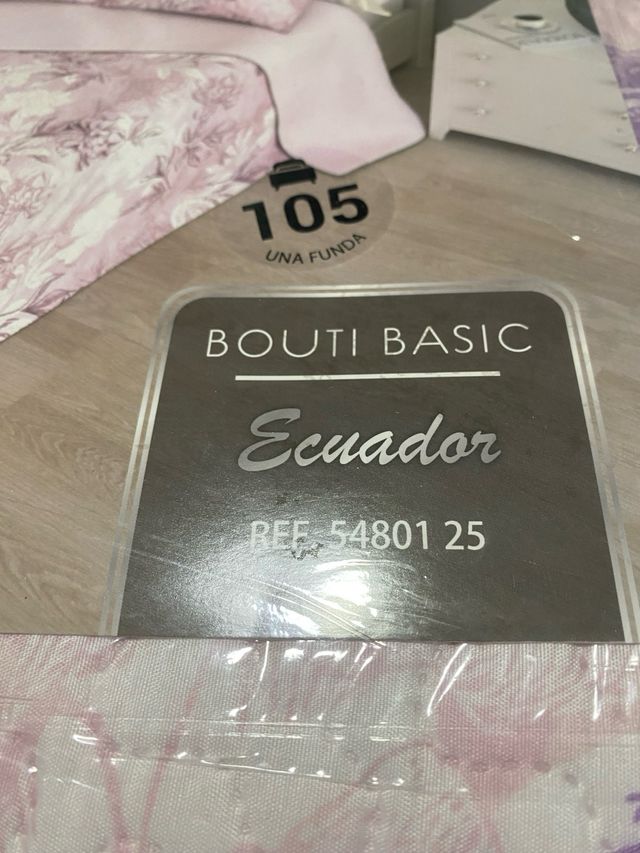 105
UNA FUNDA
BOUTI BASIC
Ecuador
REF. 54801 25